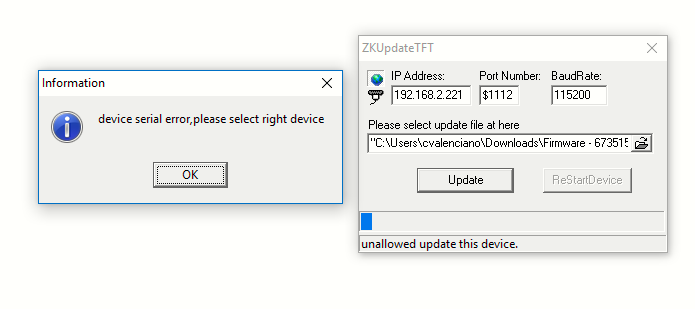 Information
device serial error,please select right device
OK
ZKUpdateTFT
IP Address: Port Number: BaudRate:
192.168.2.221 $1112 115200
Please select update file at here
"C:\Users\cvalenciano\Downloads\Firmware - 673515
Update ReStartDevice
unallowed update this device.